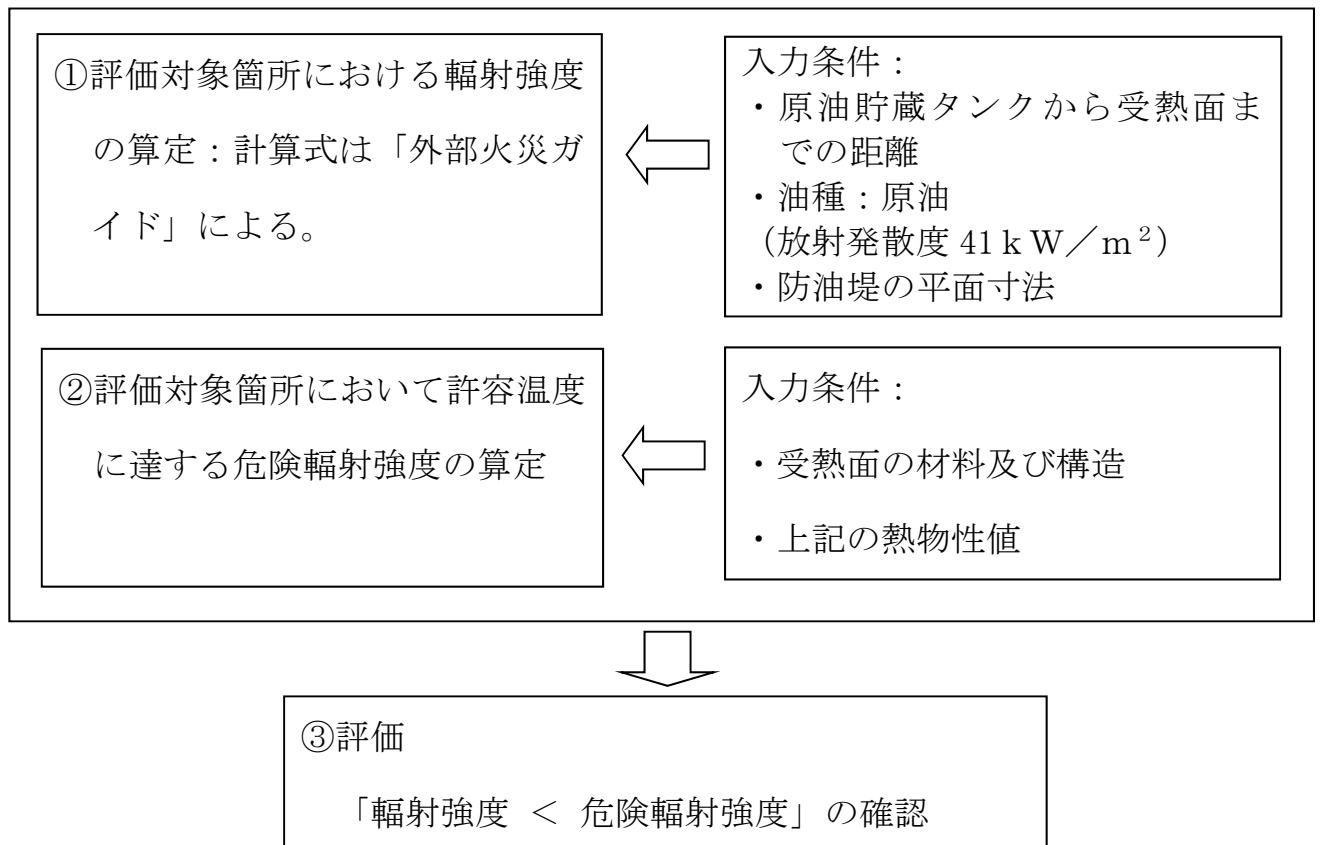 ①評価対象箇所における輻射強度
の算定：計算式は「外部火災ガ
イド」による。
入力条件：
・原油貯蔵タンクから受熱面ま
での距離
・油種：原油
（放射発散度 41ｋＷ／ｍ²）
・防油堤の平面寸法
②評価対象箇所において許容温度
に達する危険輻射強度の算定
入力条件：
・受熱面の材料及び構造
・上記の熱物性値
③評価
「輻射強度 ＜ 危険輻射強度」の確認